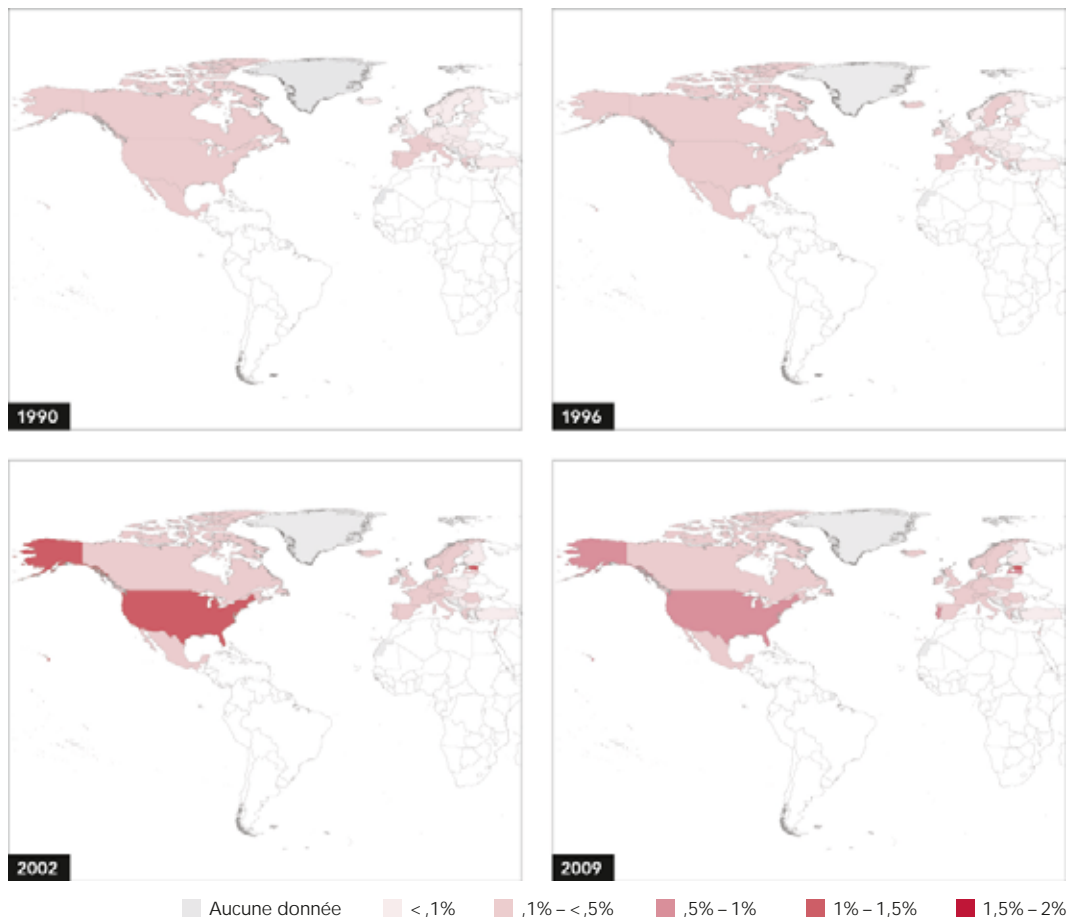 1990
1996
2002
2009
Aucune donnée
< ,1%
,1% – < ,5%
,5% – 1%
1% – 1,5%
1,5% – 2%